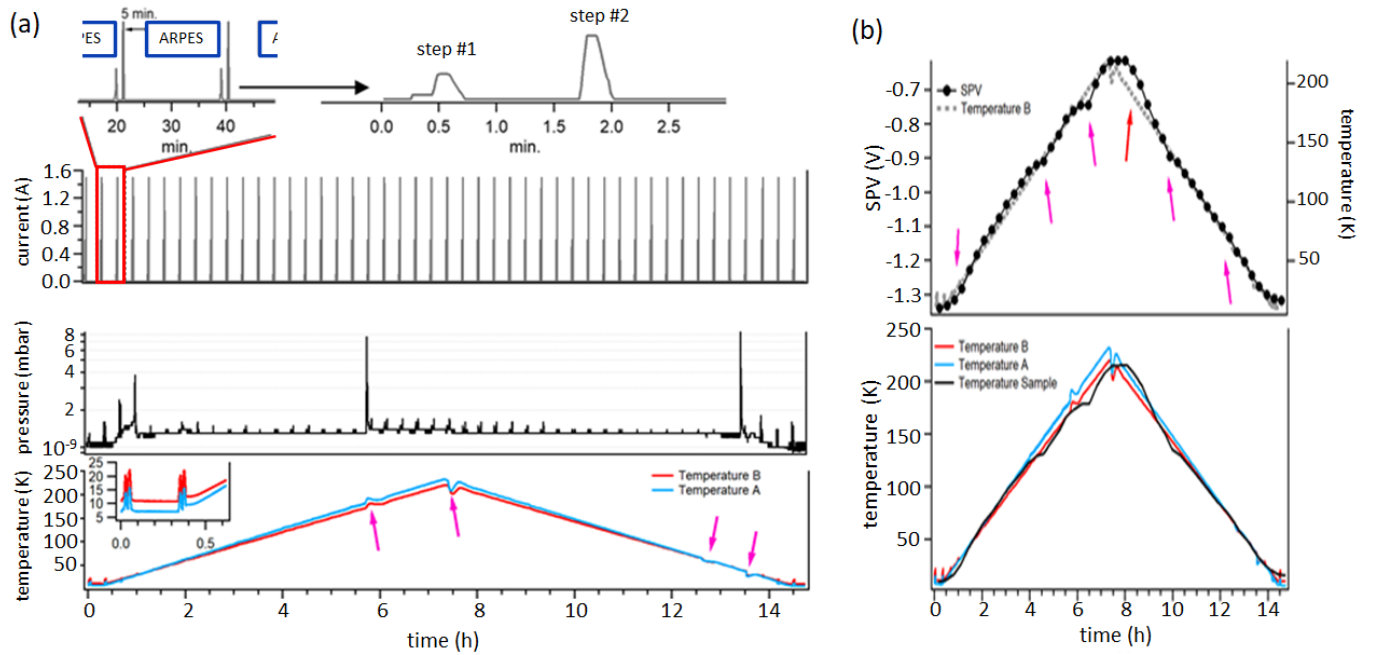 (a)
5 min.
'ES
ARPES
A
20 30 40
min.
step #1
step #2
0.0 0.5 1.0 1.5 2.0 2.5
min.
current (A)
1.6
1.2
0.8
0.4
0.0
pressure (mbar)
8
6
4
2
10-9
temperature (K)
250
200
150
100
50
25
20
15
10
5
0.0 0.5
Temperature B
Temperature A
0 2 4 6 8 10 12 14
time (h)
(b)
SPV (V)
-0.7
-0.8
-0.9
-1.0
-1.1
-1.2
-1.3
SPV
Temperature B
200
150
100
50
temperature (K)
temperature (K)
250
200
150
100
50
Temperature B
Temperature A
Temperature Sample
0 2 4 6 8 10 12 14
time (h)